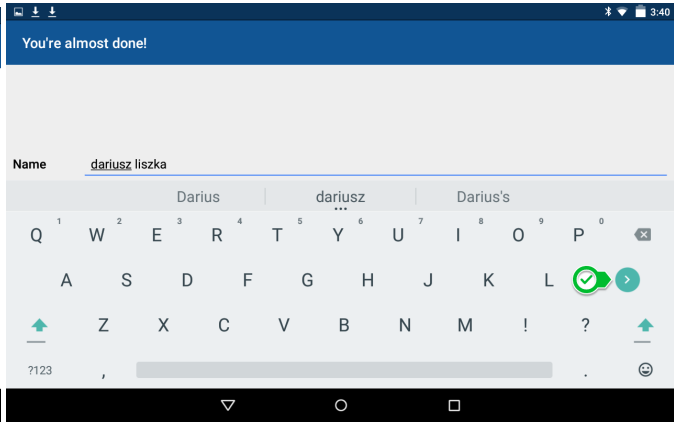 3:40
You're almost done!
Name dariusz liszka
Darius dariusz Darius's
Q 1 W 2 E 3 R 4 T 5 Y 6 U 7 I 8 O 9 P 0
A S D F G H J K L
Z X C V B N M ! ?
?123 , .